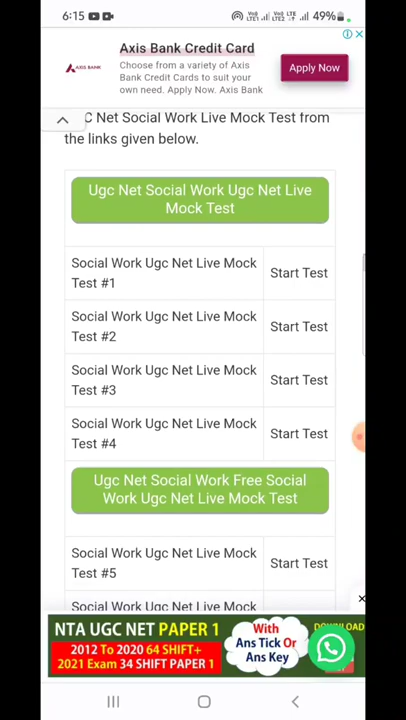 6:15
49%
Axis Bank Credit Card
AXIS BANK
Choose from a variety of Axis
Bank Credit Cards to suit your
own need. Apply Now. Axis Bank
Apply Now
C Net Social Work Live Mock Test from
the links given below.
Ugc Net Social Work Ugc Net Live
Mock Test
Social Work Ugc Net Live Mock
Test #1
Start Test
Social Work Ugc Net Live Mock
Test #2
Start Test
Social Work Ugc Net Live Mock
Test #3
Start Test
Social Work Ugc Net Live Mock
Test #4
Start Test
Ugc Net Social Work Free Social
Work Ugc Net Live Mock Test
Social Work Ugc Net Live Mock
Test #5
Start Test
Social Work Ugc Net Live Mock
NTA UGC NET PAPER 1
2012 To 2020 64 SHIFT+
2021 Exam 34 SHIFT PAPER 1
With
Ans Tick Or
Ans Key
DOWNLOAD